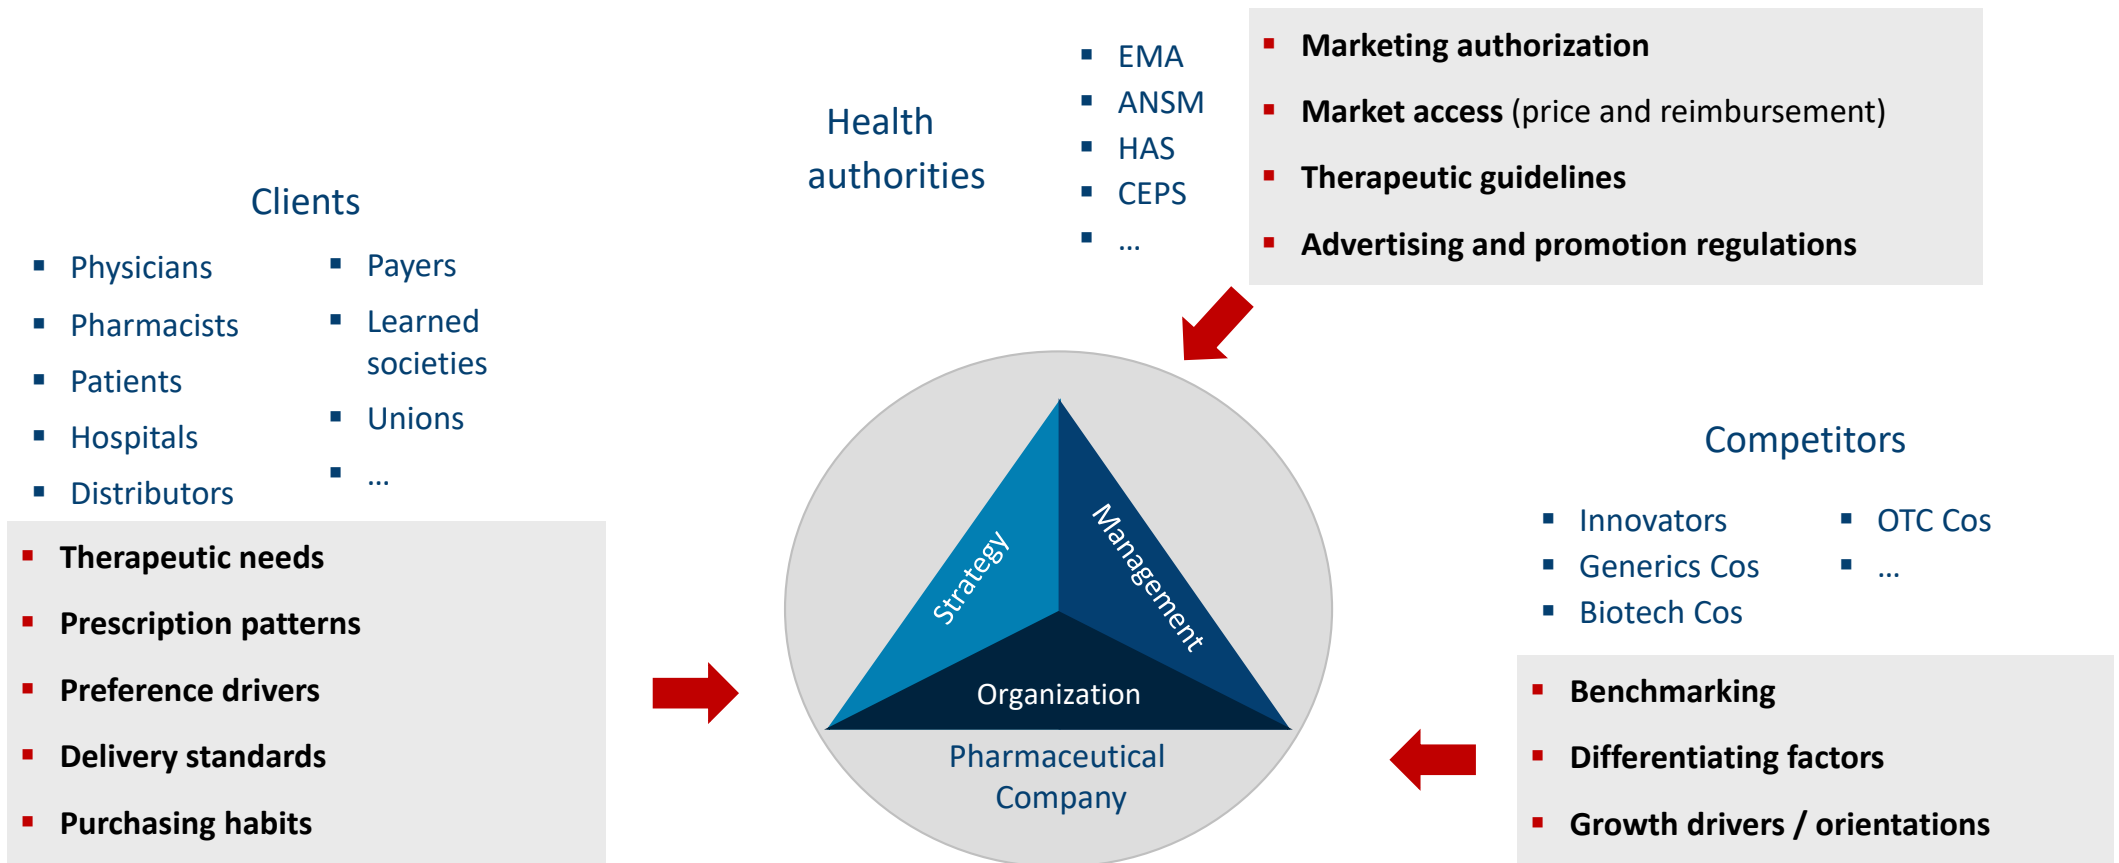 Health
authorities
EMA
ANSM
HAS
CEPS
...
Marketing authorization
Market access (price and reimbursement)
Therapeutic guidelines
Advertising and promotion regulations
Clients
Physicians
Pharmacists
Patients
Hospitals
Distributors
Payers
Learned
societies
Unions
...
Therapeutic needs
Prescription patterns
Preference drivers
Delivery standards
Purchasing habits
Strategy
Management
Organization
Pharmaceutical
Company
Competitors
Innovators
Generics Cos
Biotech Cos
OTC Cos
...
Benchmarking
Differentiating factors
Growth drivers / orientations